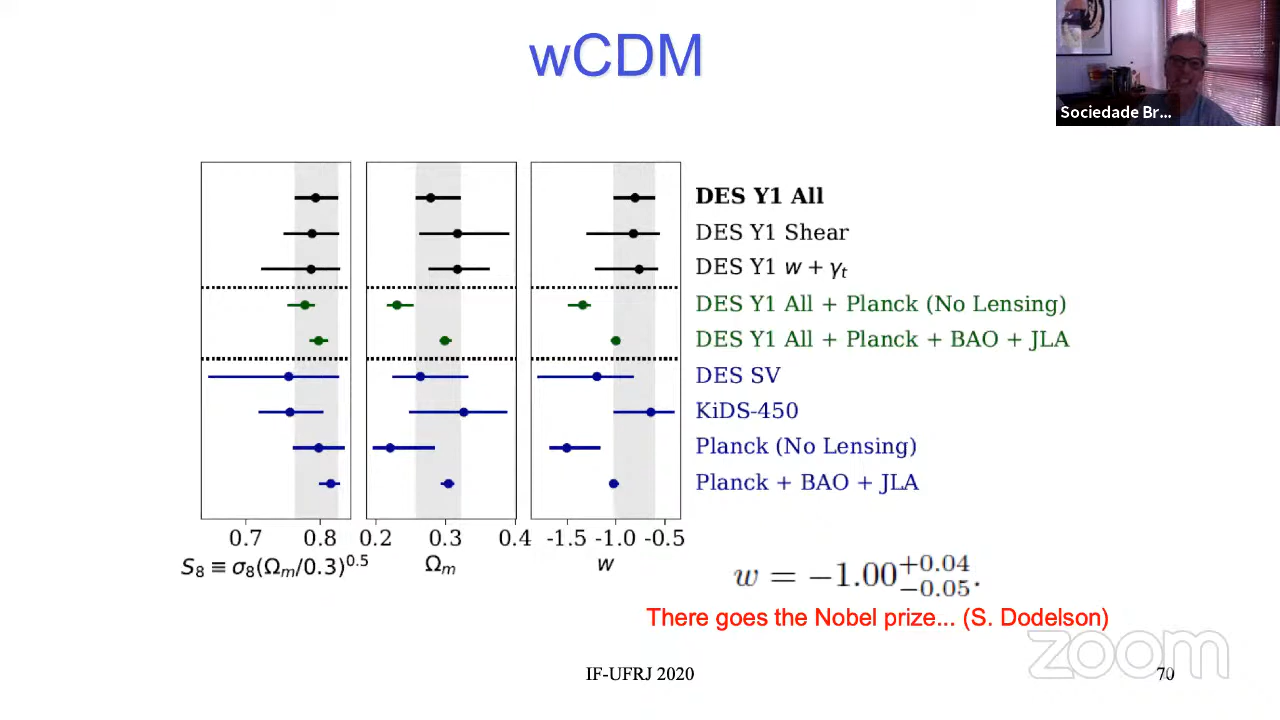 wCDM
Sociedade Br...
DES Y1 All
DES Y1 Shear
DES Y1 w + γt
DES Y1 All + Planck (No Lensing)
DES Y1 All + Planck + BAO + JLA
DES SV
KiDS-450
Planck (No Lensing)
Planck + BAO + JLA
0.7 0.8 0.2 0.3 0.4 -1.5 -1.0 -0.5
S₈ ≡ σ₈(Ωₘ/0.3)⁰·⁵ Ωₘ w
w = −1.00 +0.04 −0.05.
There goes the Nobel prize... (S. Dodelson)
zoom
IF-UFRJ 2020 70